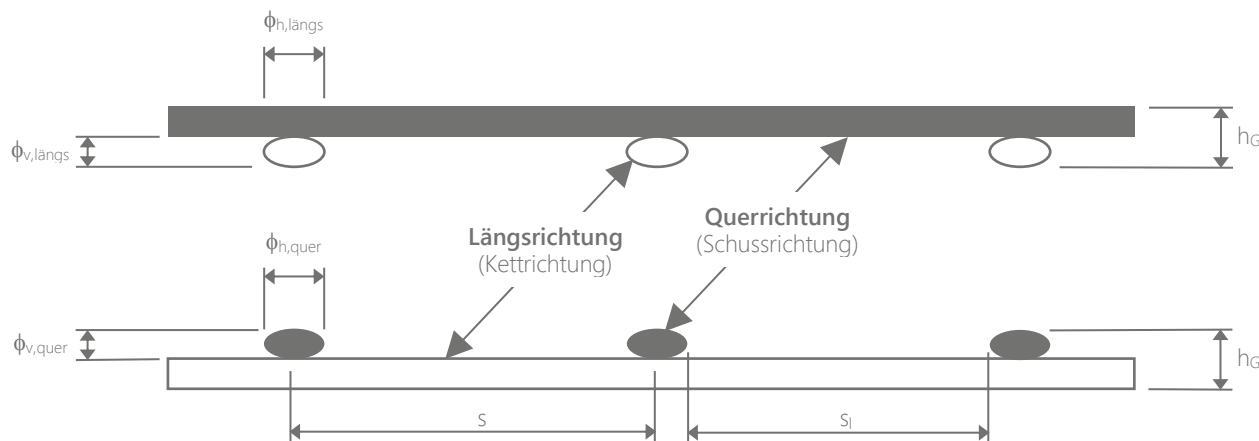 ϕh,längs
ϕv,längs
hG
Längsrichtung
(Kettrichtung)
Querrichtung
(Schussrichtung)
ϕh,quer
ϕv,quer
hG
s
sl